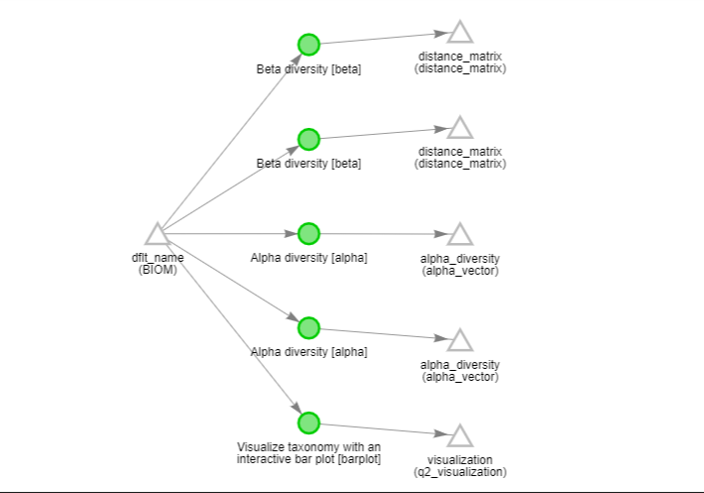 Beta diversity [beta]
distance_matrix
(distance_matrix)
Beta diversity [beta]
distance_matrix
(distance_matrix)
dflt_name
(BIOM)
Alpha diversity [alpha]
alpha_diversity
(alpha_vector)
Alpha diversity [alpha]
alpha_diversity
(alpha_vector)
Visualize taxonomy with an
interactive bar plot [barplot]
visualization
(q2_visualization)